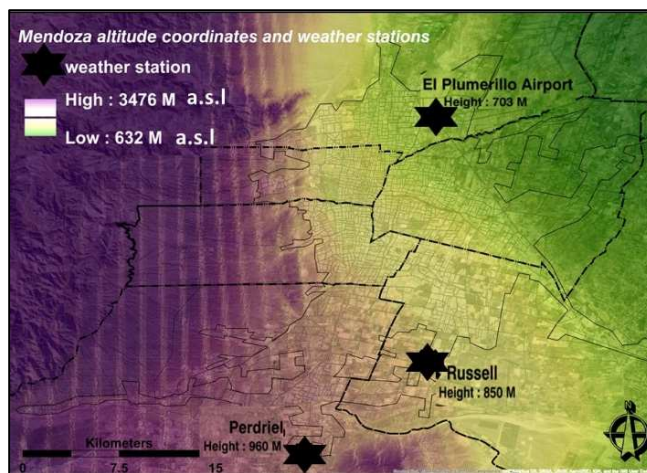 Mendoza altitude coordinates and weather stations
weather station
High : 3476 M a.s.l
Low : 632 M a.s.l
El Plumerillo Airport
Height : 703 M
Russell
Height : 850 M
Perdriel
Height : 960 M
Kilometers
0 7.5 15